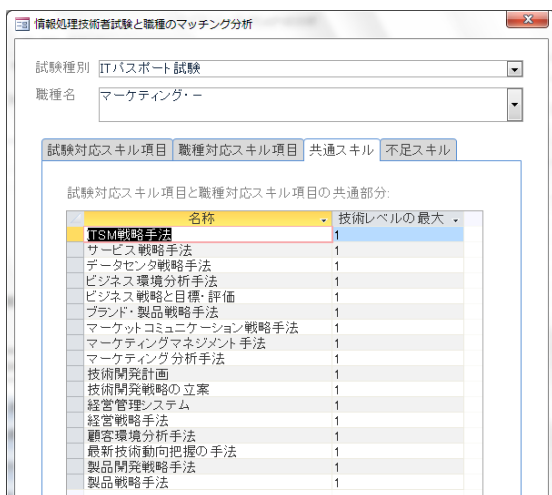 情報処理技術者試験と職種のマッチング分析
試験種別 ITパスポート試験
職種名 マーケティング・－
試験対応スキル項目 職種対応スキル項目 共通スキル 不足スキル
試験対応スキル項目と職種対応スキル項目の共通部分:
名称 技術レベルの最大
ITSM戦略手法 1
サービス戦略手法 1
データセンタ戦略手法 1
ビジネス環境分析手法 1
ビジネス戦略と目標・評価 1
ブランド・製品戦略手法 1
マーケットコミュニケーション戦略手法 1
マーケティングマネジメント手法 1
マーケティング分析手法 1
技術開発計画 1
技術開発戦略の立案 1
経営管理システム 1
経営戦略手法 1
顧客環境分析手法 1
最新技術動向把握の手法 1
製品開発戦略手法 1
製品戦略手法 1